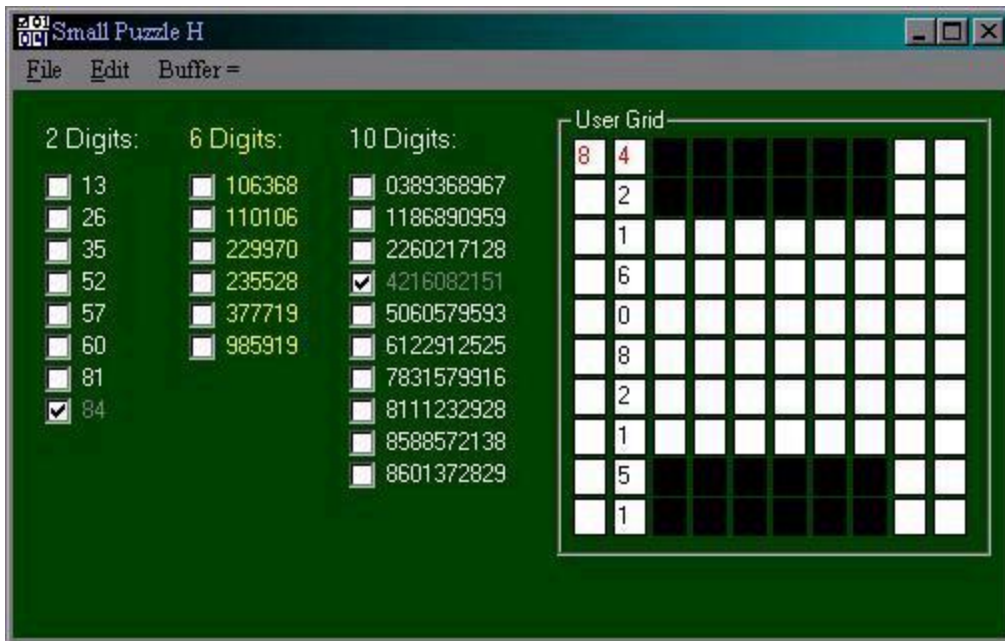 Small Puzzle H
File Edit Buffer =
2 Digits: 6 Digits: 10 Digits: User Grid
13 106368 0389368967
26 110106 1186890959
35 229970 2260217128
52 235528 4216082151
57 377719 5060579593
60 985919 6122912525
81 7831579916
84 8111232928
8588572138
8601372829
8 4
2
1
6
0
8
2
1
5
1